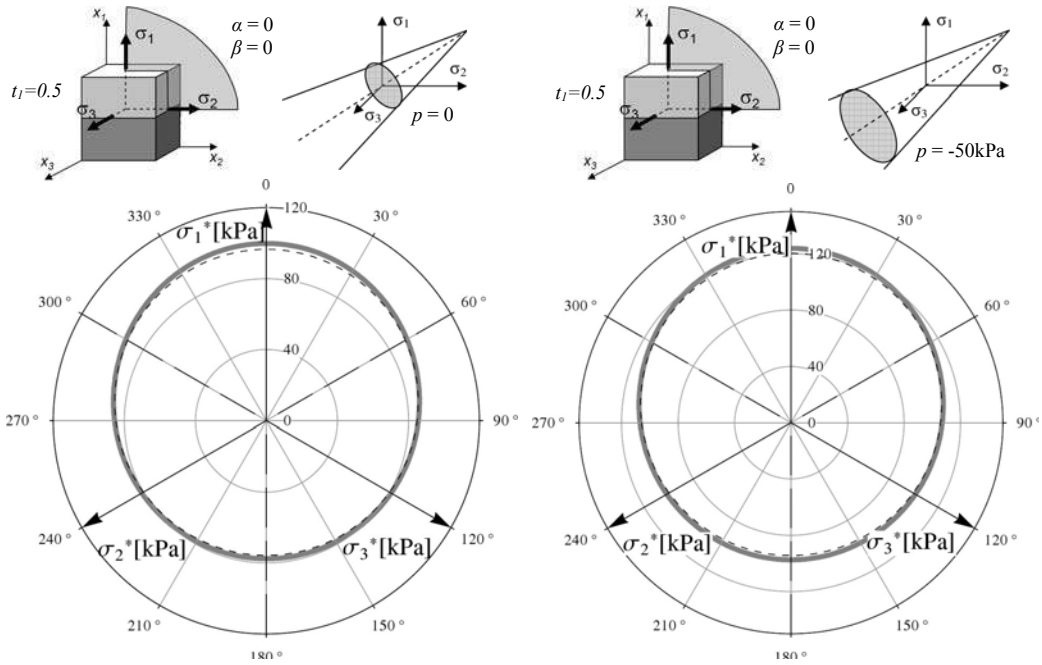 x₁
σ₁
α = 0
β = 0
t₁=0.5
σ₂
σ₃
x₂
x₃
σ₁
σ₂
σ₃
p = 0
x₁
σ₁
α = 0
β = 0
t₁=0.5
σ₂
σ₃
x₂
x₃
σ₁
σ₂
σ₃
p = -50kPa
0
330 °
120
30 °
σ₁*[kPa]
300 °
80
60 °
40
270 °
0
90 °
240 °
σ₂*[kPa]
σ₃*[kPa]
120 °
210 °
150 °
180 °
0
330 °
30 °
σ₁*[kPa]
120
300 °
80
60 °
40
270 °
0
90 °
240 °
σ₂*[kPa]
σ₃*[kPa]
120 °
210 °
150 °
180 °